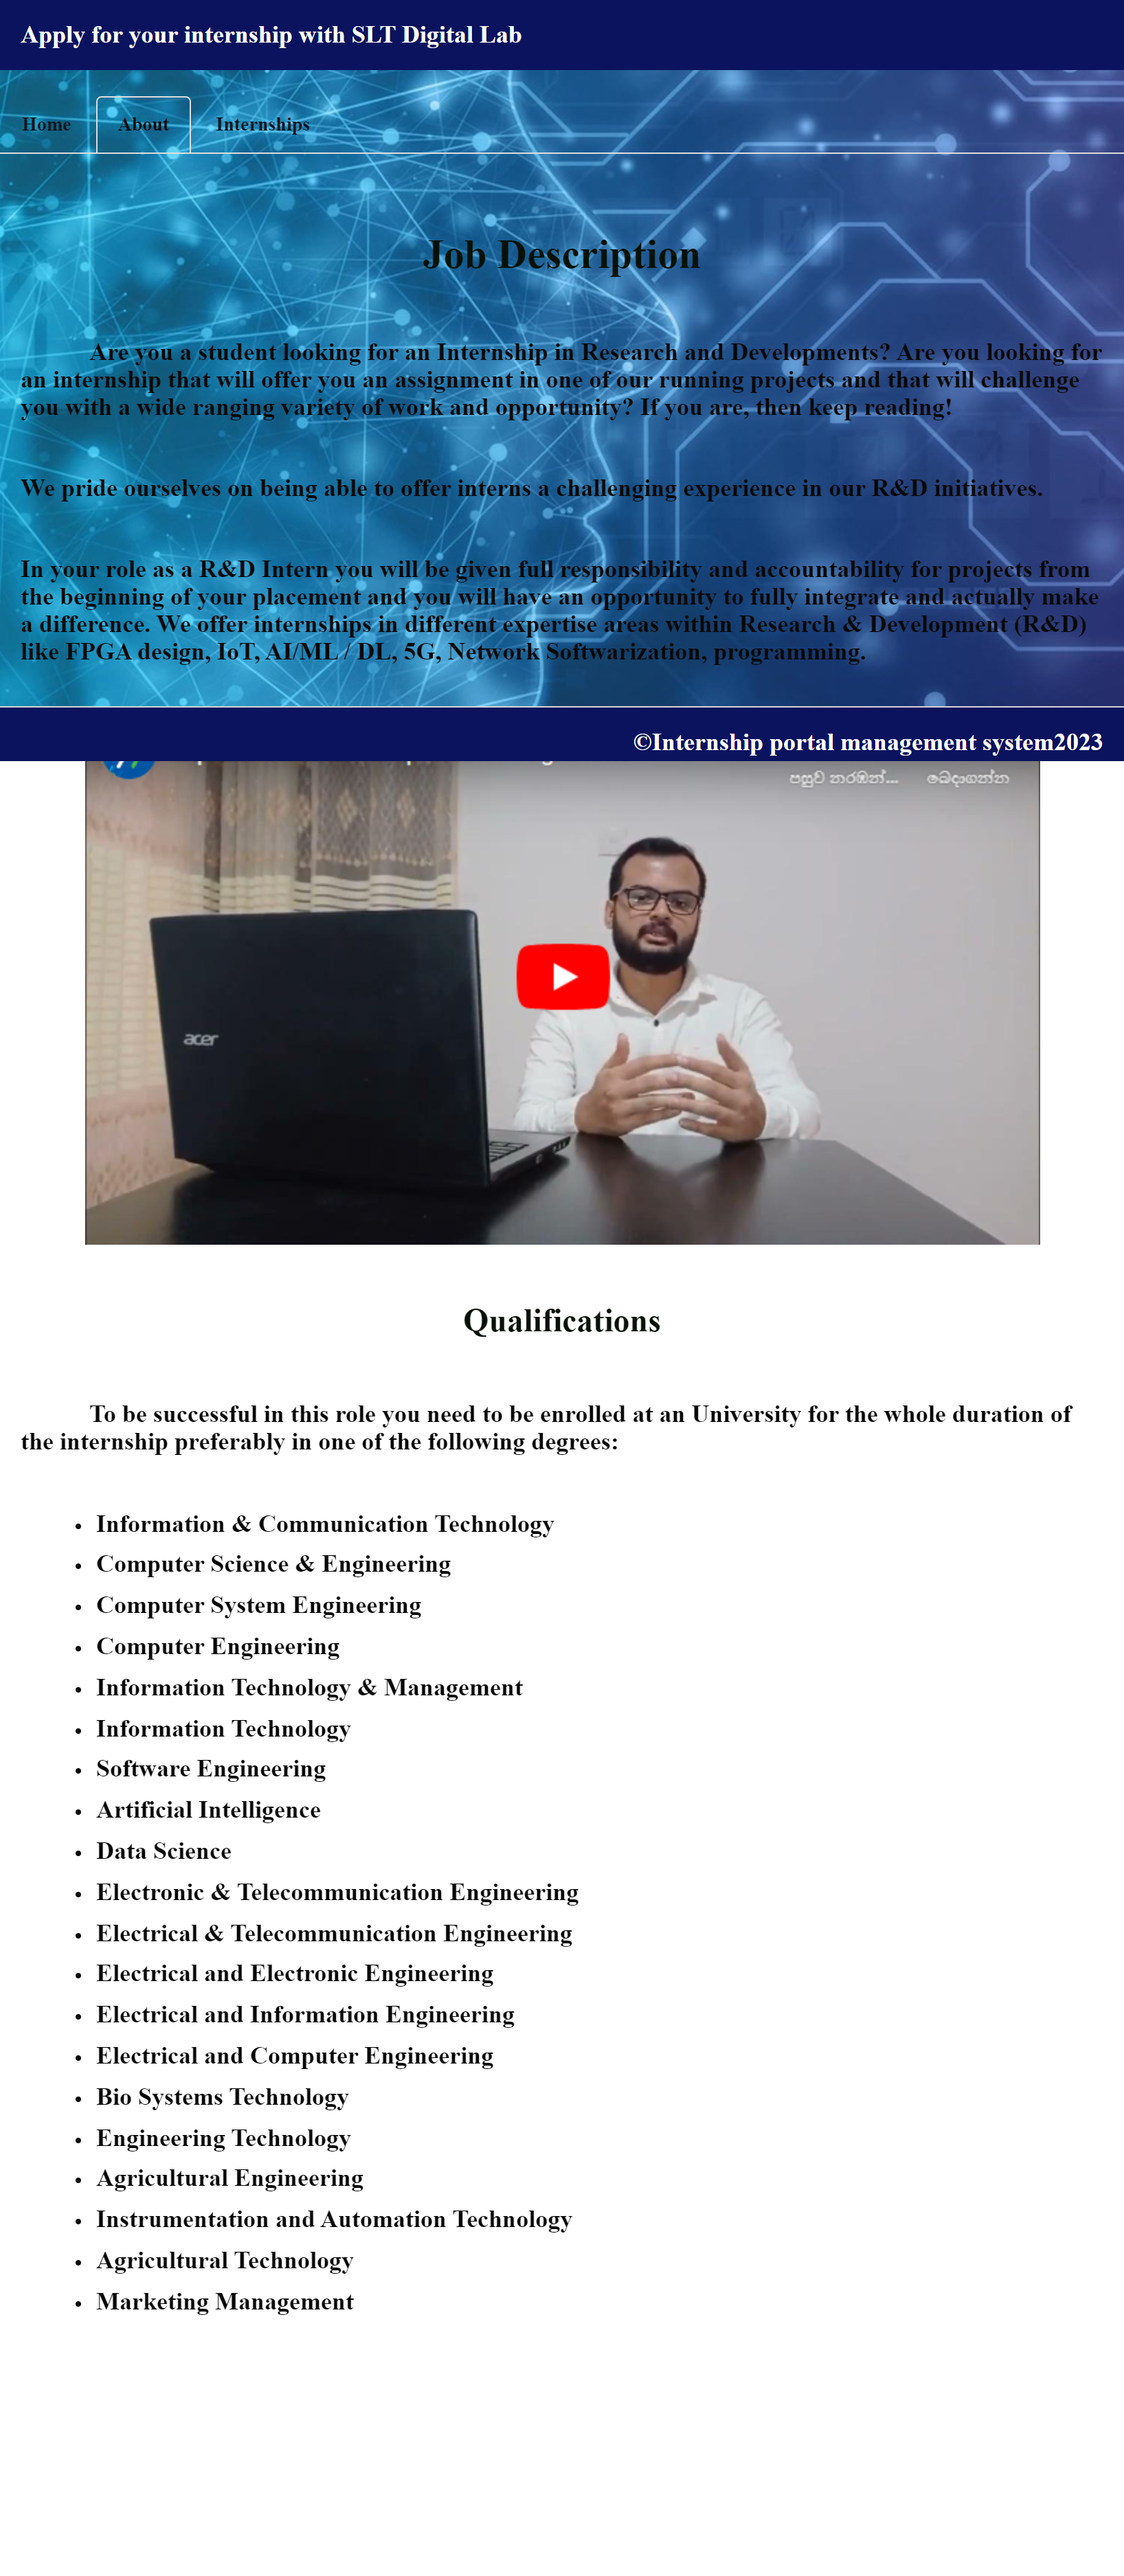 Apply for your internship with SLT Digital Lab
Home About Internships
Job Description
Are you a student looking for an Internship in Research and Developments? Are you looking for
an internship that will offer you an assignment in one of our running projects and that will challenge
you with a wide ranging variety of work and opportunity? If you are, then keep reading!
We pride ourselves on being able to offer interns a challenging experience in our R&D initiatives.
In your role as a R&D Intern you will be given full responsibility and accountability for projects from
the beginning of your placement and you will have an opportunity to fully integrate and actually make
a difference. We offer internships in different expertise areas within Research & Development (R&D)
like FPGA design, IoT, AI/ML / DL, 5G, Network Softwarization, programming.
©Internship portal management system2023
පසුව නරඹන්... බෙදාගන්න
acer
Qualifications
To be successful in this role you need to be enrolled at an University for the whole duration of
the internship preferably in one of the following degrees:
• Information & Communication Technology
• Computer Science & Engineering
• Computer System Engineering
• Computer Engineering
• Information Technology & Management
• Information Technology
• Software Engineering
• Artificial Intelligence
• Data Science
• Electronic & Telecommunication Engineering
• Electrical & Telecommunication Engineering
• Electrical and Electronic Engineering
• Electrical and Information Engineering
• Electrical and Computer Engineering
• Bio Systems Technology
• Engineering Technology
• Agricultural Engineering
• Instrumentation and Automation Technology
• Agricultural Technology
• Marketing Management